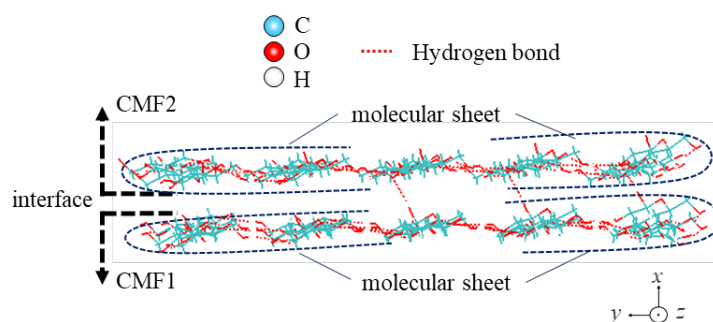 C
O
H
Hydrogen bond
CMF2
molecular sheet
interface
CMF1
molecular sheet
x
y
z